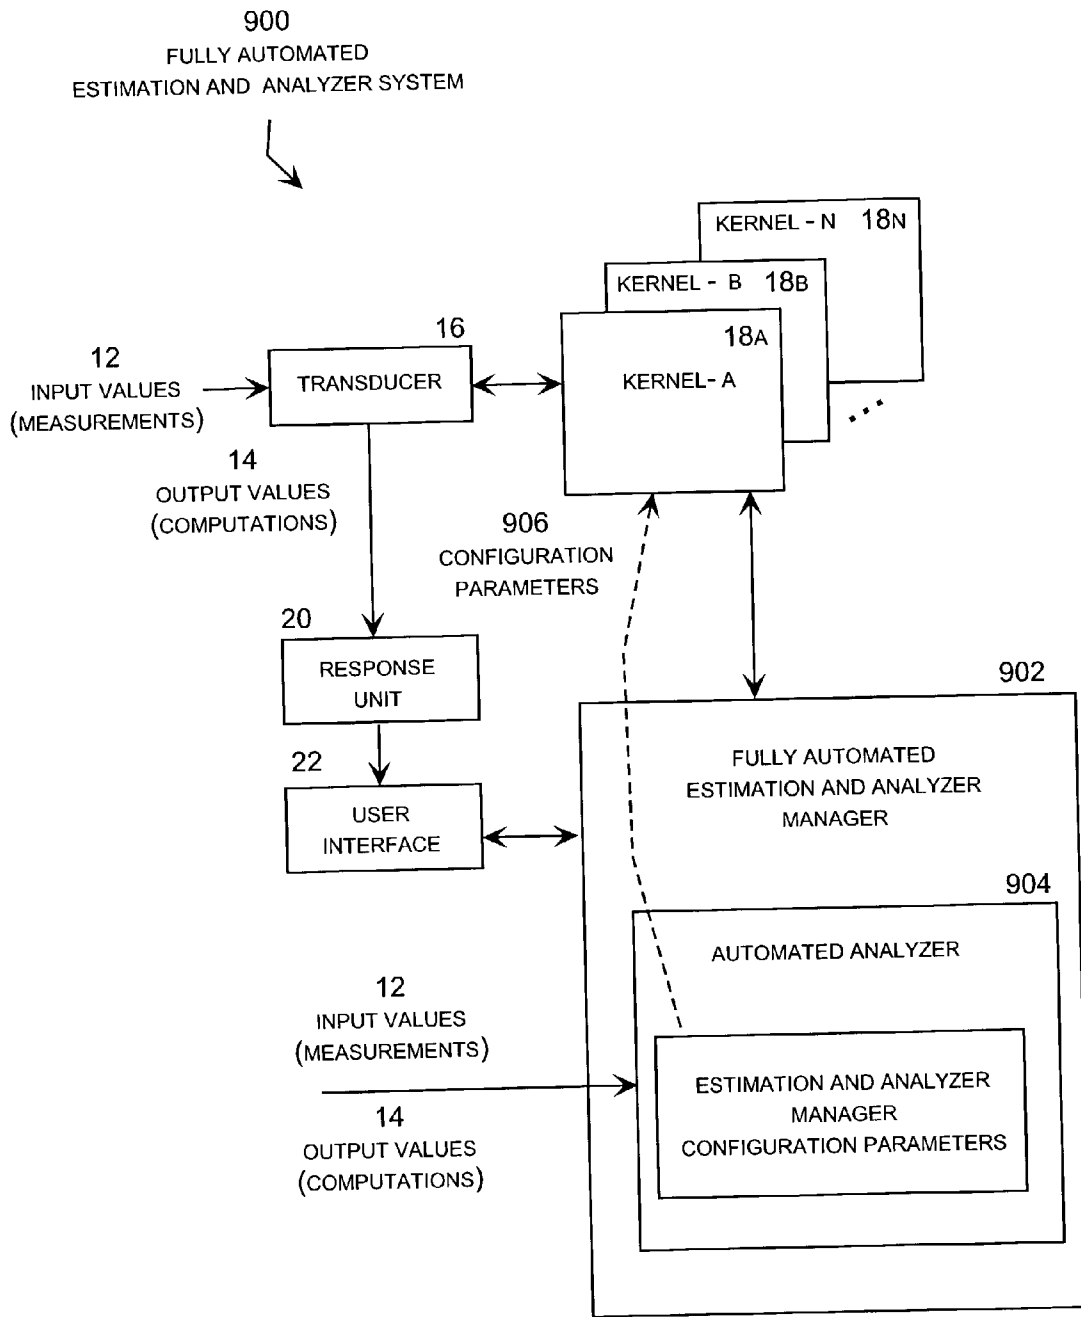 900
FULLY AUTOMATED
ESTIMATION AND ANALYZER SYSTEM
KERNEL - N 18N
KERNEL - B 18B
18A
KERNEL - A
16
TRANSDUCER
12
INPUT VALUES
(MEASUREMENTS)
14
OUTPUT VALUES
(COMPUTATIONS)
906
CONFIGURATION
PARAMETERS
20
RESPONSE
UNIT
22
USER
INTERFACE
902
FULLY AUTOMATED
ESTIMATION AND ANALYZER
MANAGER
904
AUTOMATED ANALYZER
12
INPUT VALUES
(MEASUREMENTS)
14
OUTPUT VALUES
(COMPUTATIONS)
ESTIMATION AND ANALYZER
MANAGER
CONFIGURATION PARAMETERS